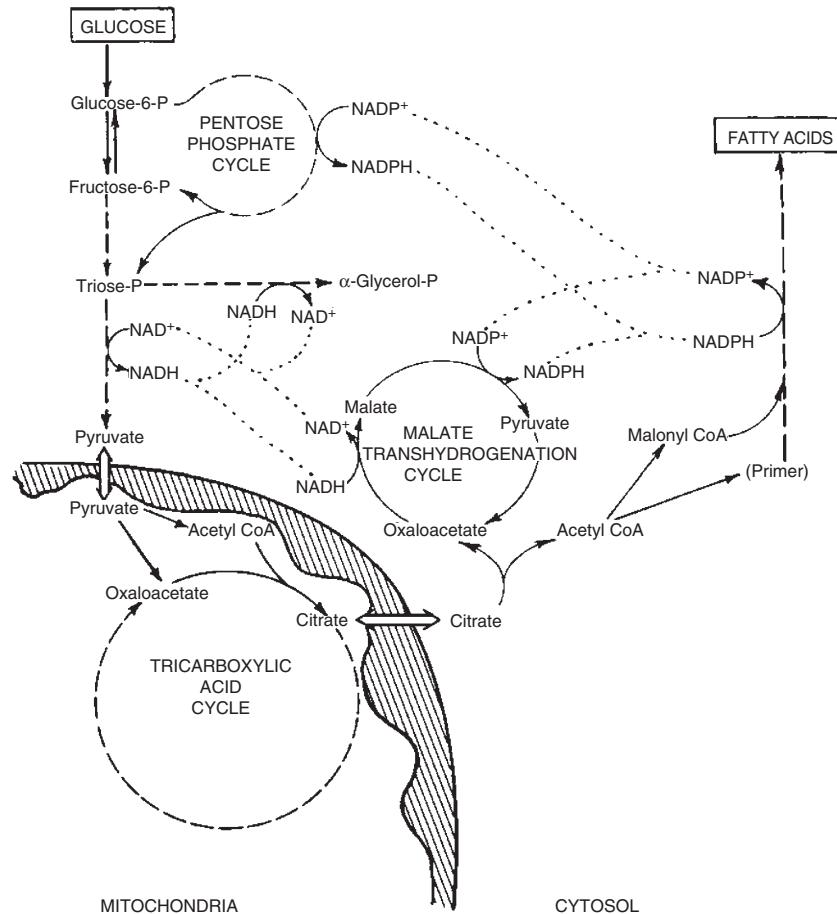 GLUCOSE
Glucose-6-P
PENTOSE
PHOSPHATE
CYCLE
NADP+
NADPH
FATTY ACIDS
Fructose-6-P
Triose-P
α-Glycerol-P
NADH
NAD+
NADP+
NAD+
NADH
NADP+
NADPH
NADPH
Malate
Pyruvate
NAD+
MALATE
TRANSHYDROGENATION
CYCLE
NADH
Malonyl CoA
(Primer)
Pyruvate
Pyruvate
Acetyl CoA
Oxaloacetate
Acetyl CoA
Oxaloacetate
Citrate
Citrate
TRICARBOXYLIC
ACID
CYCLE
MITOCHONDRIA
CYTOSOL